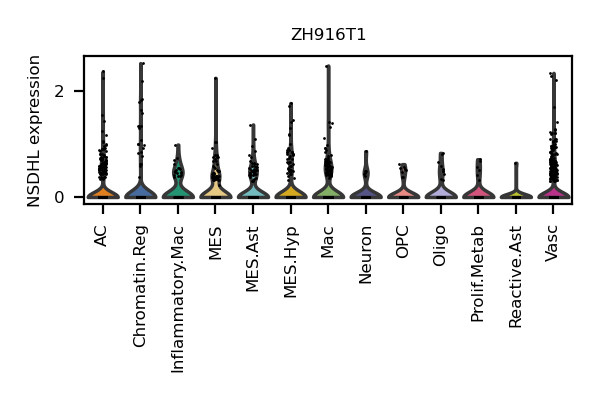 ZH916T1
NSDHL expression
2
0
AC
Chromatin.Reg
Inflammatory.Mac
MES
MES.Ast
MES.Hyp
Mac
Neuron
OPC
Oligo
Prolif.Metab
Reactive.Ast
Vasc